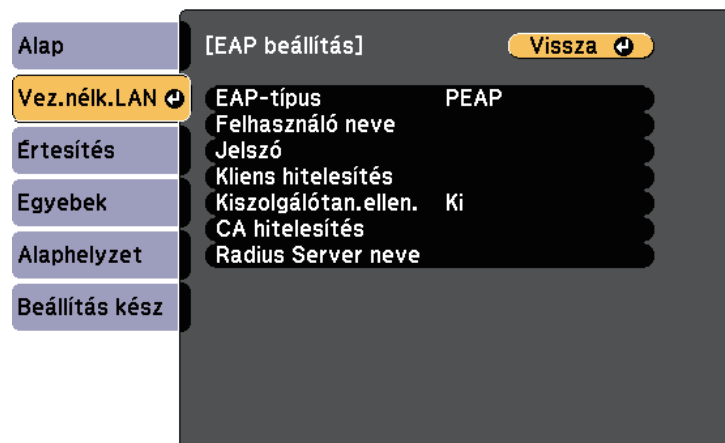 Alap
Vez.nélk.LAN
Értesítés
Egyebek
Alaphelyzet
Beállítás kész
[EAP beállítás]
Vissza
EAP-típus PEAP
Felhasználó neve
Jelszó
Kliens hitelesítés
Kiszolgálótan.ellen. Ki
CA hitelesítés
Radius Server neve